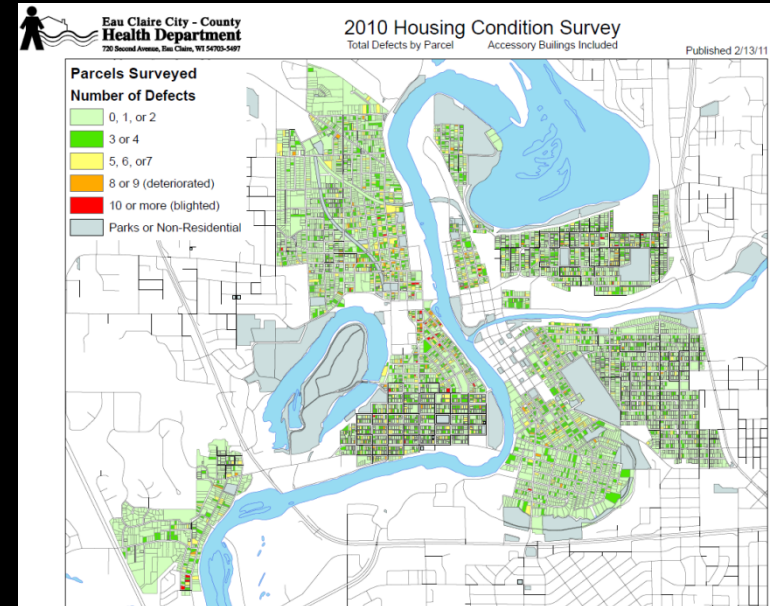 Eau Claire City - County
Health Department
720 Second Avenue, Eau Claire, WI 54703-5497
2010 Housing Condition Survey
Total Defects by Parcel Accessory Builings Included
Published 2/13/11
Parcels Surveyed
Number of Defects
0, 1, or 2
3 or 4
5, 6, or7
8 or 9 (deteriorated)
10 or more (blighted)
Parks or Non-Residential